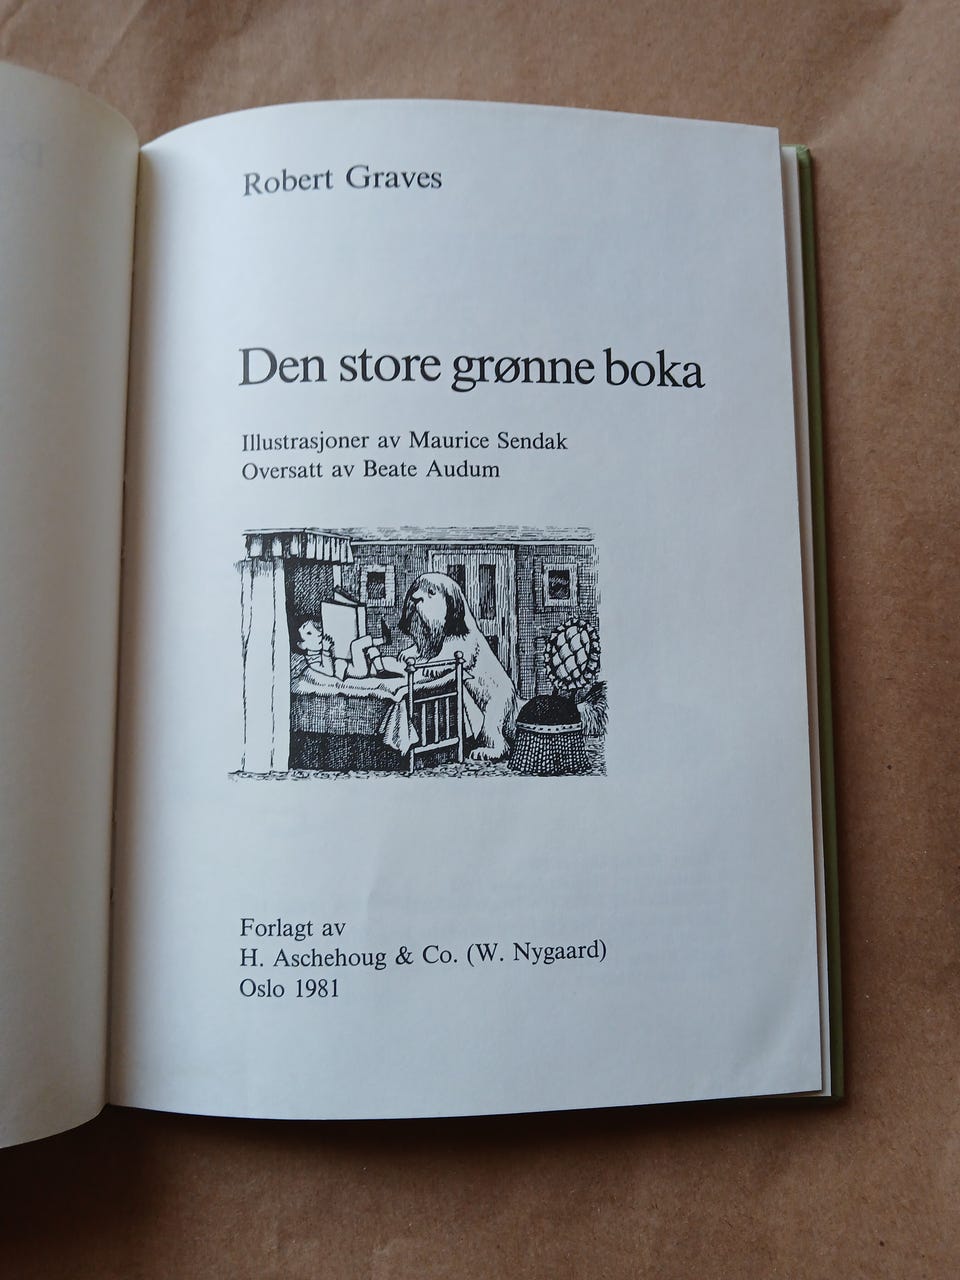 Robert Graves
Den store grønne boka
Illustrasjoner av Maurice Sendak
Oversatt av Beate Audum
Forlagt av
H. Aschehoug & Co. (W. Nygaard)
Oslo 1981